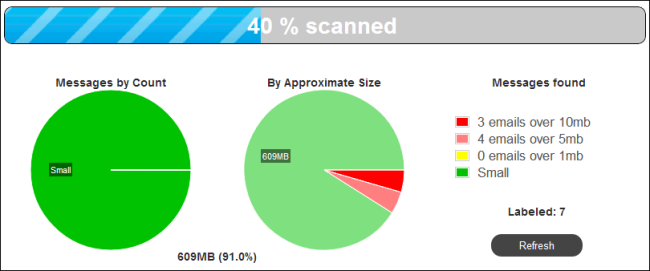 40 % scanned
Messages by Count
By Approximate Size
Messages found
Small
609MB
3 emails over 10mb
4 emails over 5mb
0 emails over 1mb
Small
Labeled: 7
Refresh
609MB (91.0%)